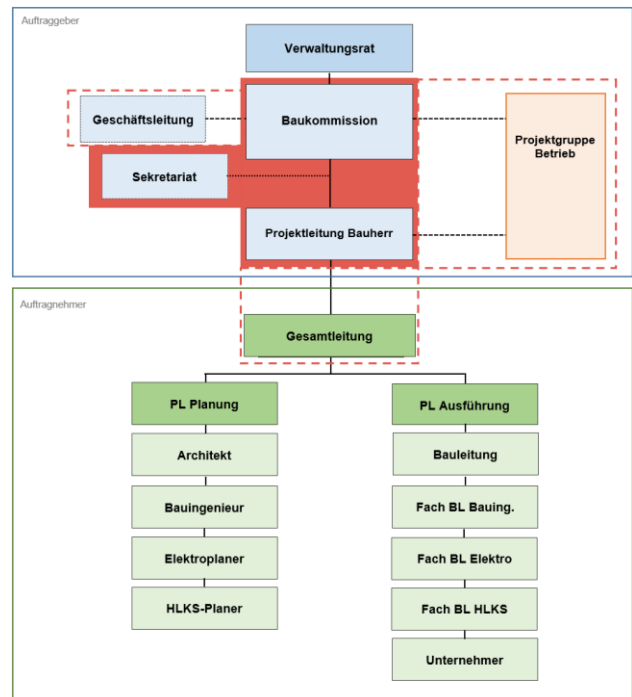 Auftraggeber
Verwaltungsrat
Geschäftsleitung
Baukommission
Projektgruppe
Betrieb
Sekretariat
Projektleitung Bauherr
Auftragnehmer
Gesamtleitung
PL Planung
PL Ausführung
Architekt
Bauleitung
Bauingenieur
Fach BL Bauing.
Elektroplaner
Fach BL Elektro
HLKS-Planer
Fach BL HLKS
Unternehmer